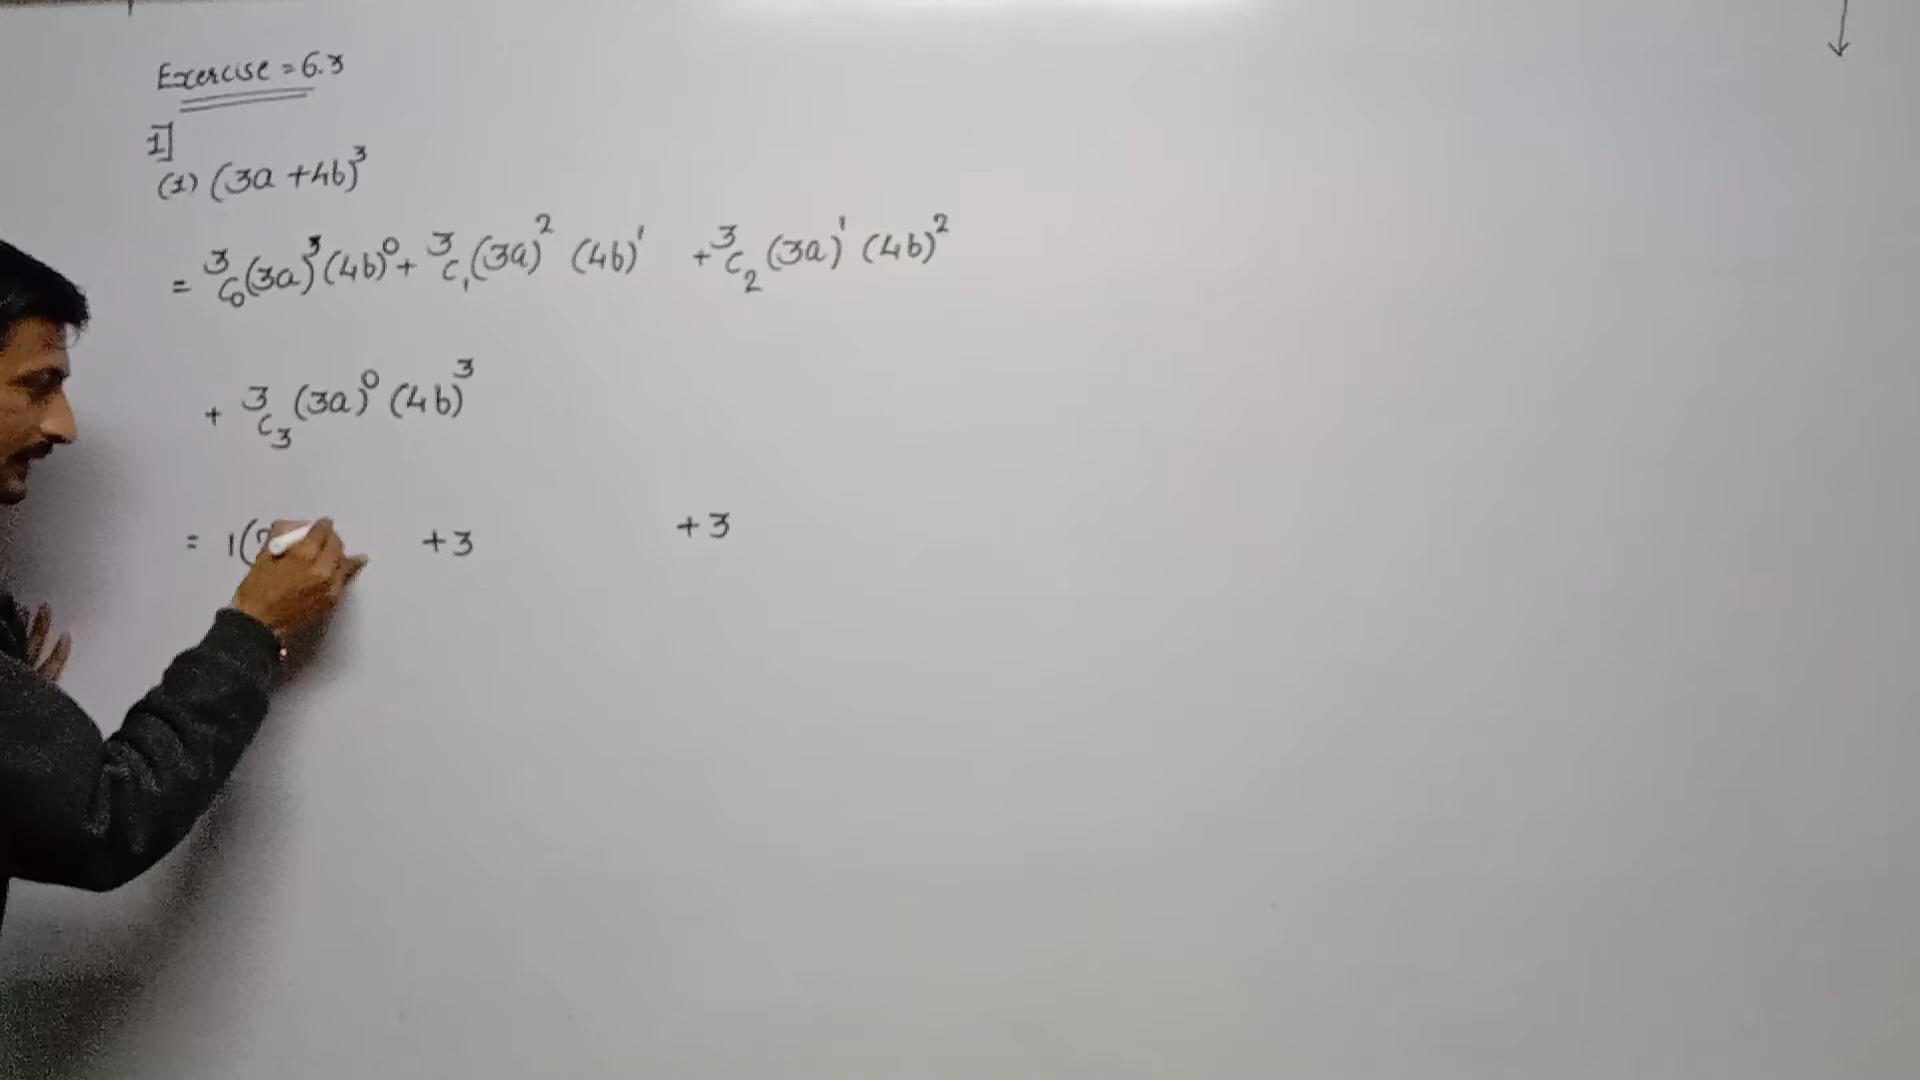 Exercise = 6.3
1]
(1) (3a + 4b)³
= ³C₀(3a)³(4b)⁰ + ³C₁(3a)² (4b)¹ + ³C₂ (3a)¹ (4b)²
+ ³C₃ (3a)⁰ (4b)³
= 1( +3 +3